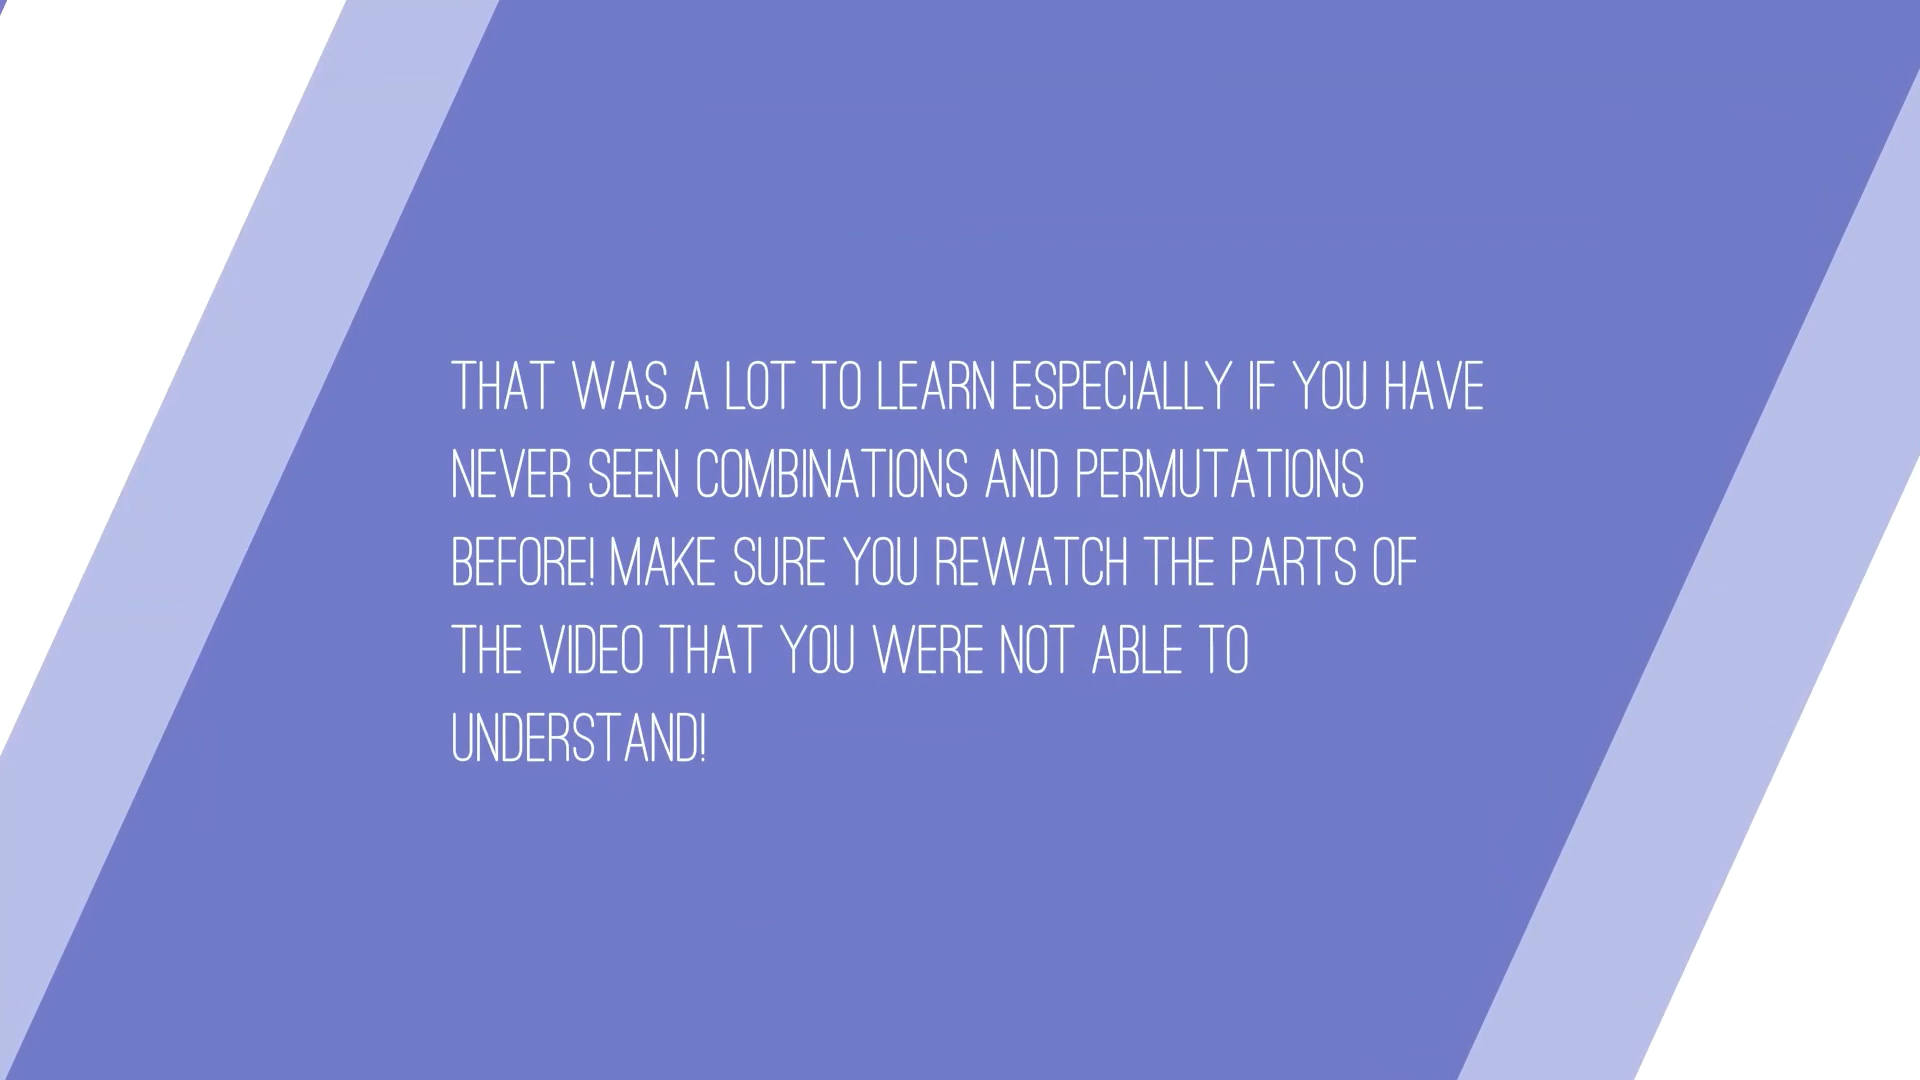 THAT WAS A LOT TO LEARN ESPECIALLY IF YOU HAVE
NEVER SEEN COMBINATIONS AND PERMUTATIONS
BEFORE! MAKE SURE YOU REWATCH THE PARTS OF
THE VIDEO THAT YOU WERE NOT ABLE TO
UNDERSTAND!